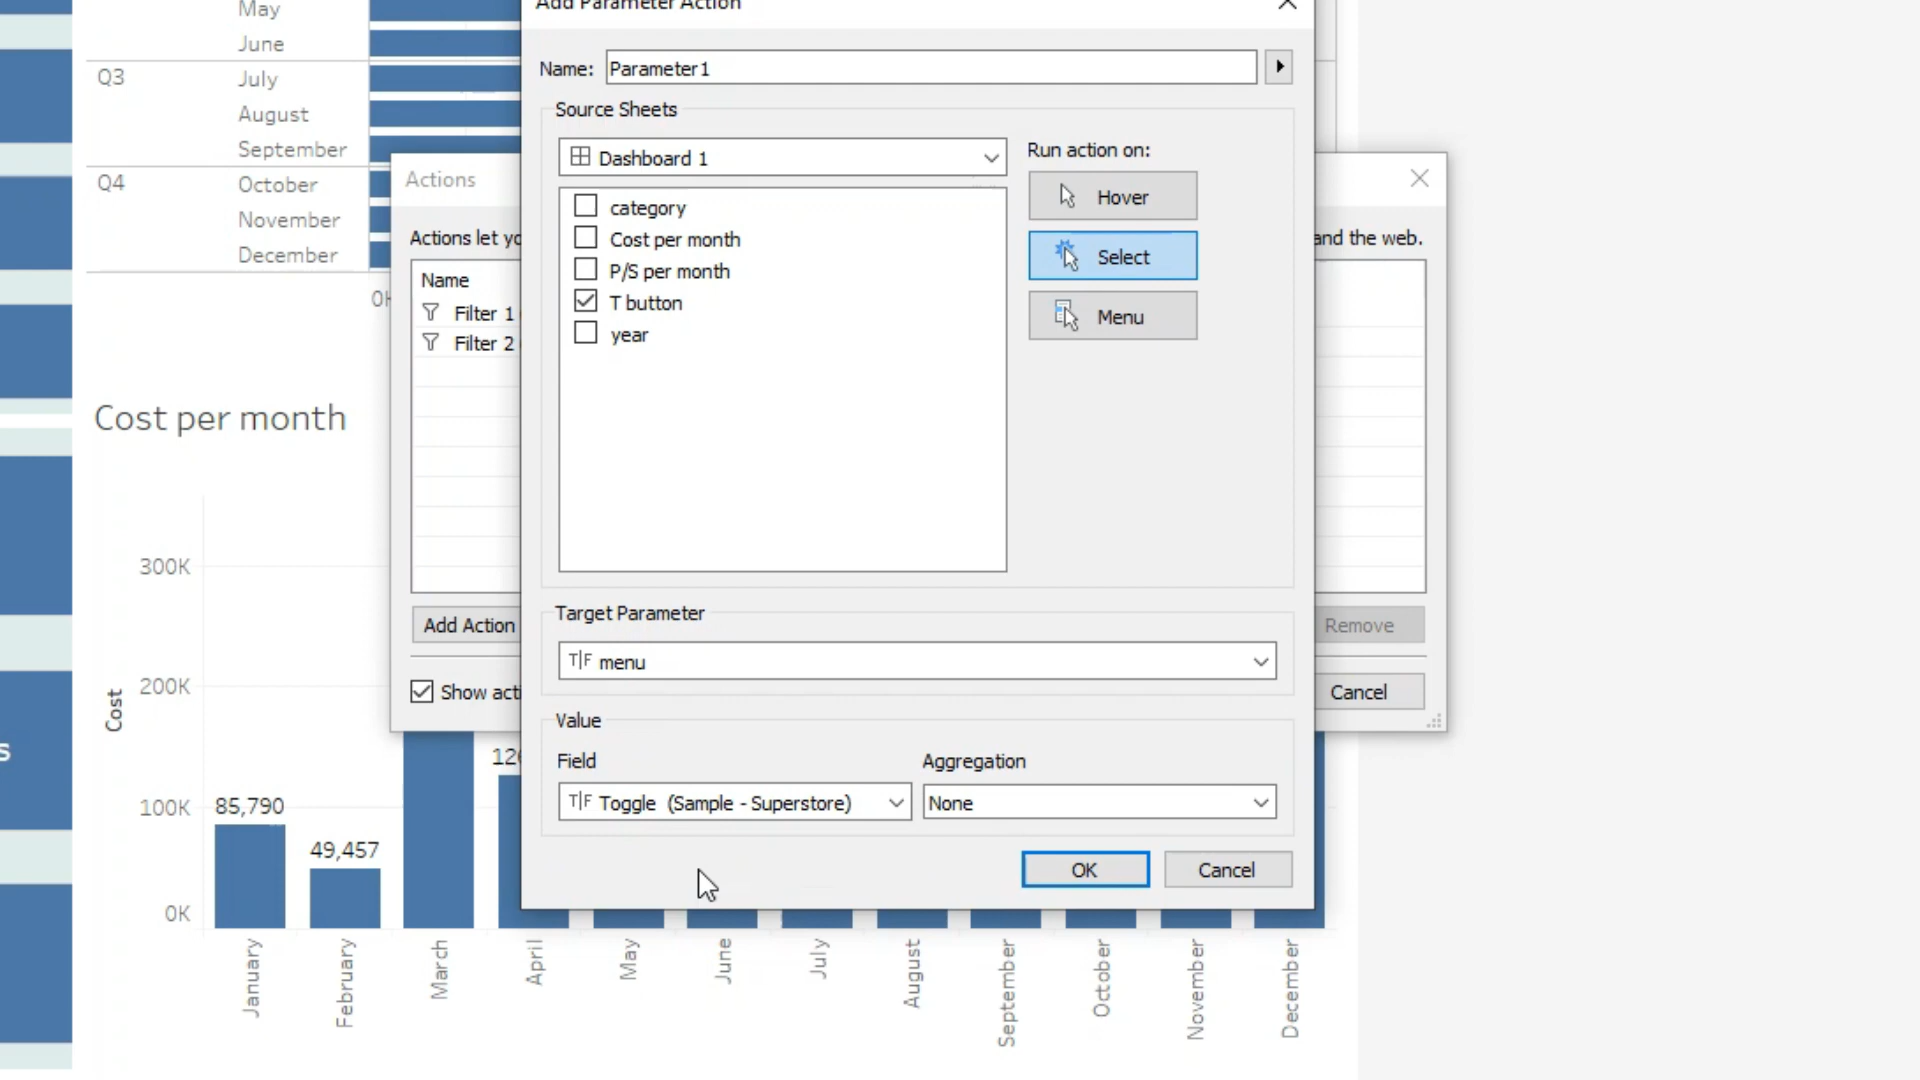 Add Parameter Action
May
June
Q3
July
August
September
Q4
October
November
December
0K
Name:
Parameter1
Source Sheets
Dashboard 1
category
Cost per month
P/S per month
T button
year
Run action on:
Hover
Select
Menu
Actions
Actions let yo
and the web.
Name
Filter 1
Filter 2
Add Action
Remove
Show acti
Cancel
Target Parameter
T|F menu
Value
Field
Aggregation
T|F Toggle (Sample - Superstore)
None
OK
Cancel
Cost per month
300K
200K
100K
0K
Cost
85,790
49,457
January
February
March
April
May
June
July
August
September
October
November
December
s